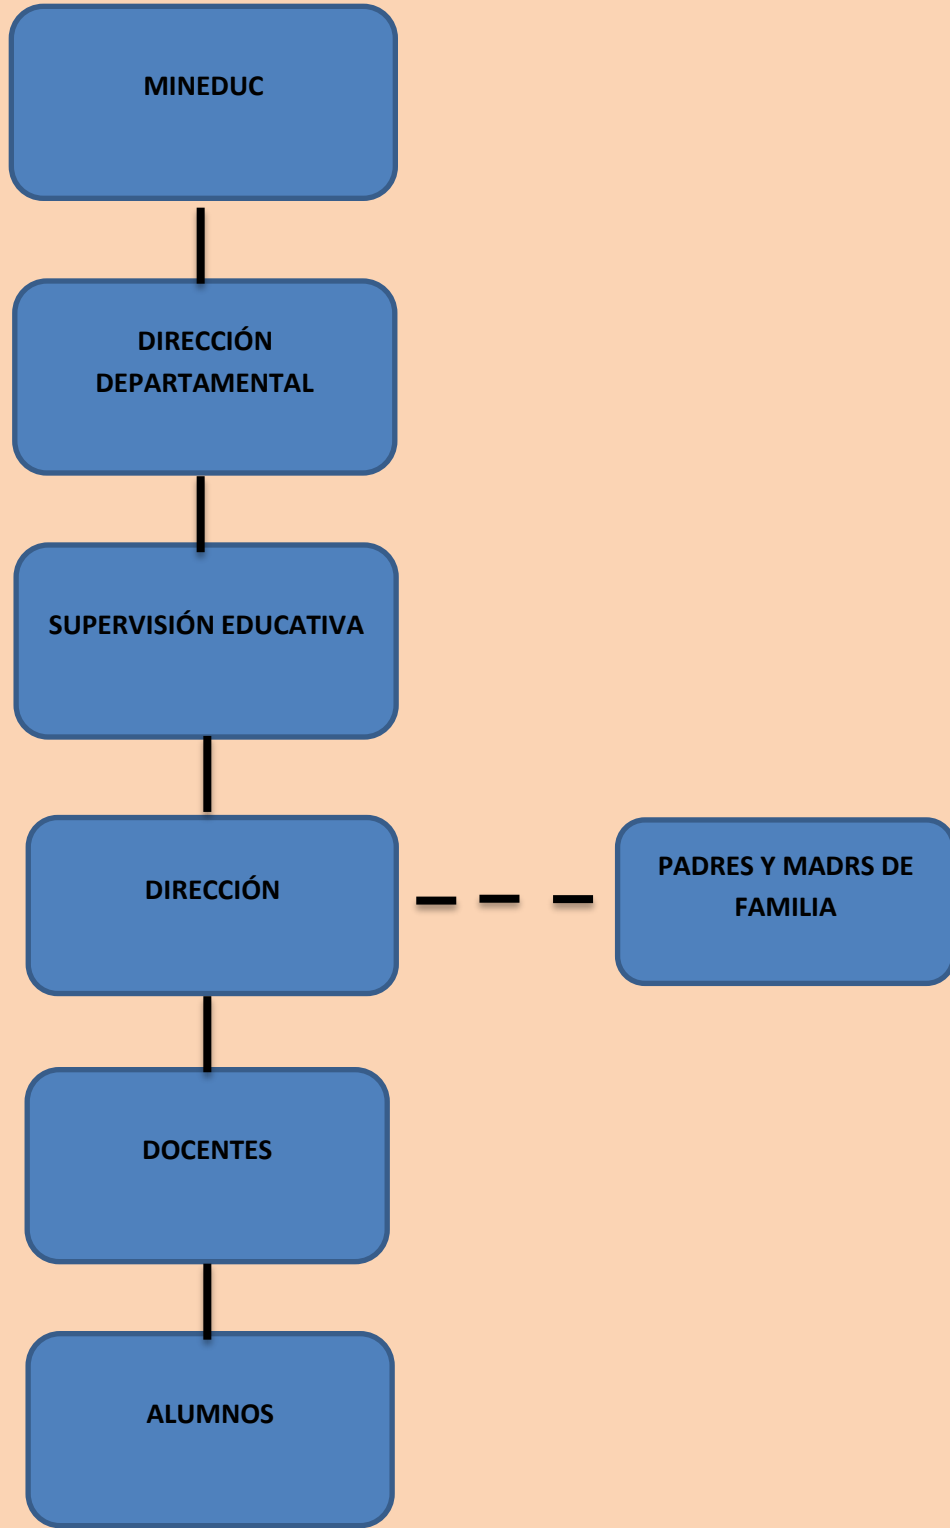 MINEDUC
DIRECCIÓN
DEPARTAMENTAL
SUPERVISIÓN EDUCATIVA
DIRECCIÓN
PADRES Y MADRS DE
FAMILIA
DOCENTES
ALUMNOS